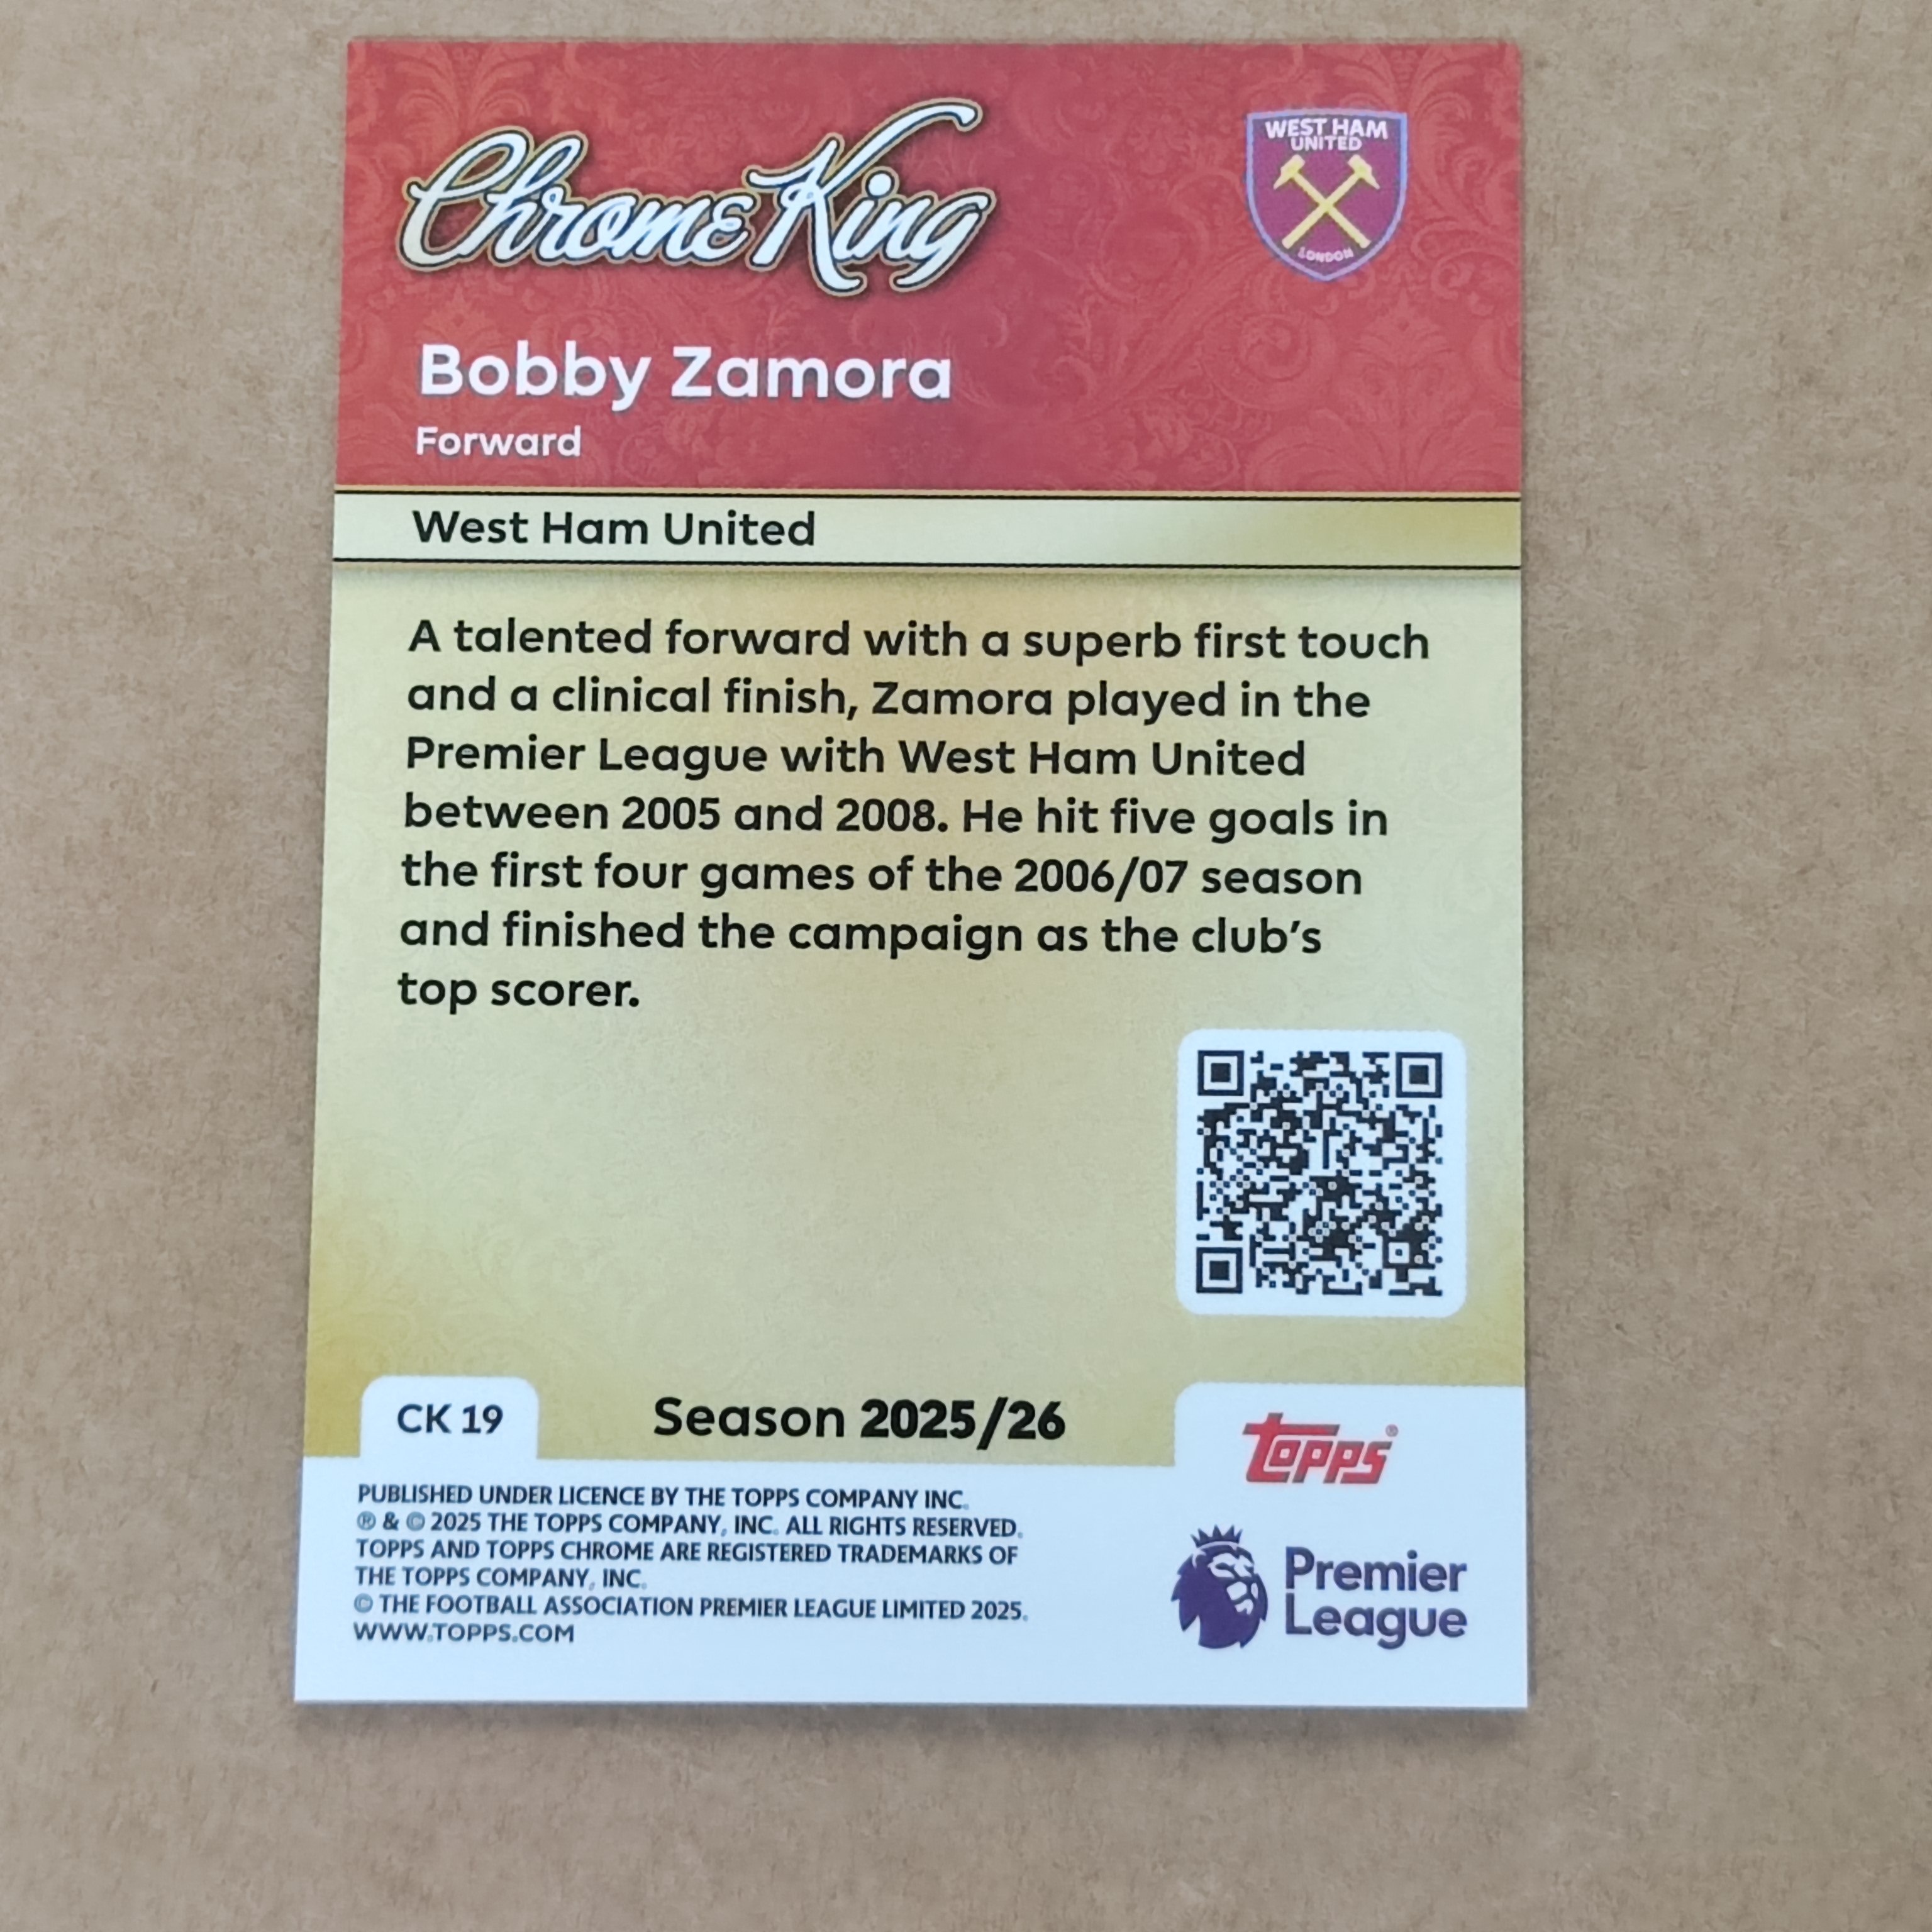 Chrome King
WEST HAM
UNITED
LONDON
Bobby Zamora
Forward
West Ham United
A talented forward with a superb first touch
and a clinical finish, Zamora played in the
Premier League with West Ham United
between 2005 and 2008. He hit five goals in
the first four games of the 2006/07 season
and finished the campaign as the club's
top scorer.
CK 19
Season 2025/26
topps®
PUBLISHED UNDER LICENCE BY THE TOPPS COMPANY INC.
® & © 2025 THE TOPPS COMPANY, INC. ALL RIGHTS RESERVED.
TOPPS AND TOPPS CHROME ARE REGISTERED TRADEMARKS OF
THE TOPPS COMPANY, INC.
© THE FOOTBALL ASSOCIATION PREMIER LEAGUE LIMITED 2025.
WWW.TOPPS.COM
Premier
League